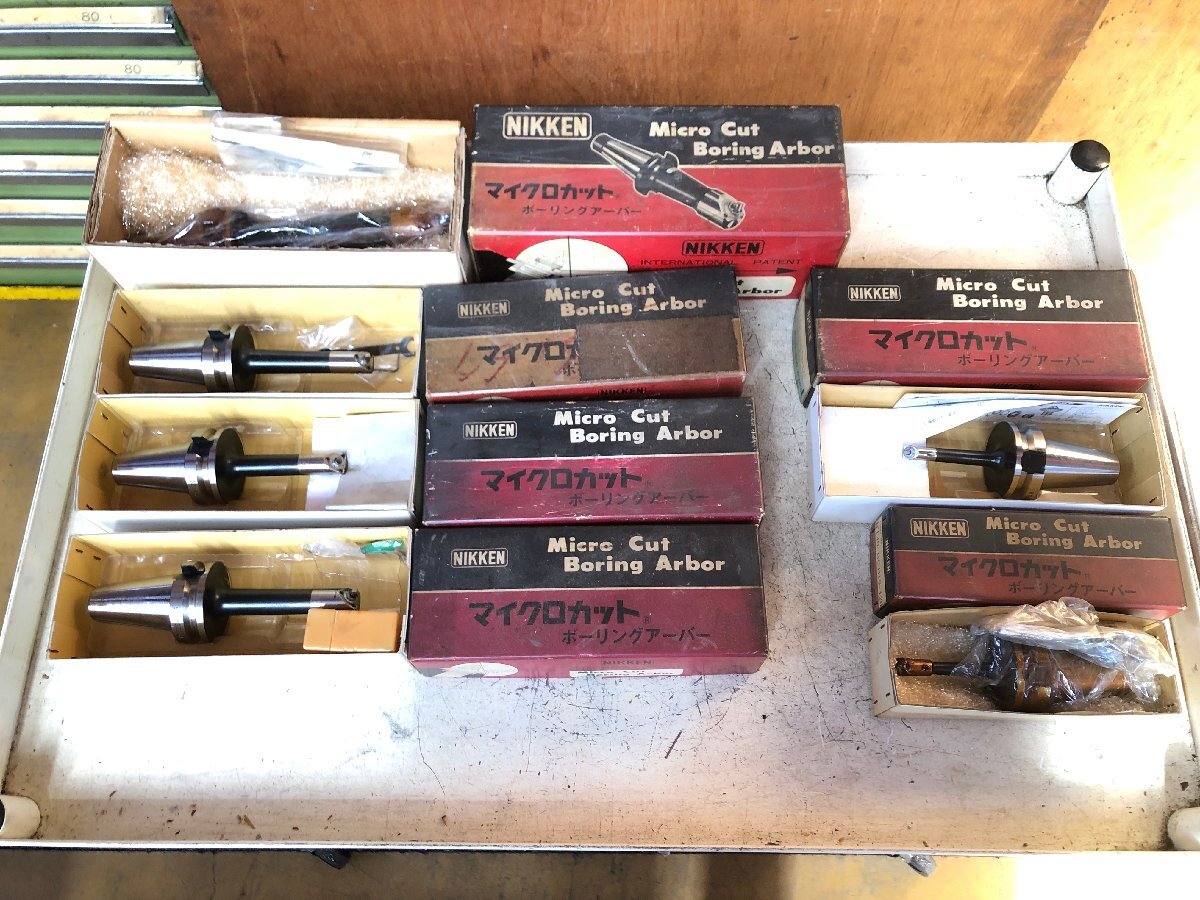 80
80
80
NIKKEN
Micro Cut
Boring Arbor
マイクロカット®
ボーリングアーバー
NIKKEN
INTERNATIONAL PATENT
NIKKEN
Micro Cut
Boring Arbor
マイクロカ
NIKKEN
NIKKEN
Micro Cut
Boring Arbor
マイクロカット®
ボーリングアーバー
NIKKEN
Micro Cut
Boring Arbor
マイクロカット®
ボーリングアーバー
NIKKEN
Micro Cut
Boring Arbor
マイクロカット®
ボーリングアーバー
NIKKEN
NIKKEN
Micro Cut
Boring Arbor
マイクロカット®
ボーリングアーバー